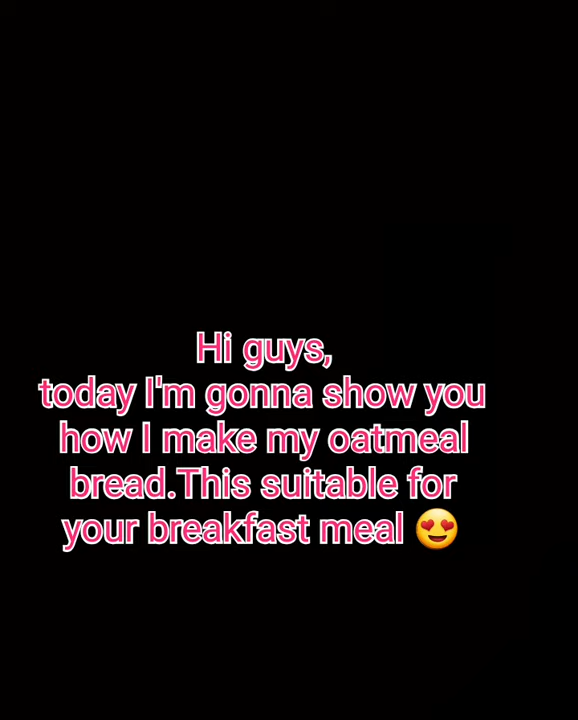 Hi guys,
today I'm gonna show you
how I make my oatmeal
bread.This suitable for
your breakfast meal 😍